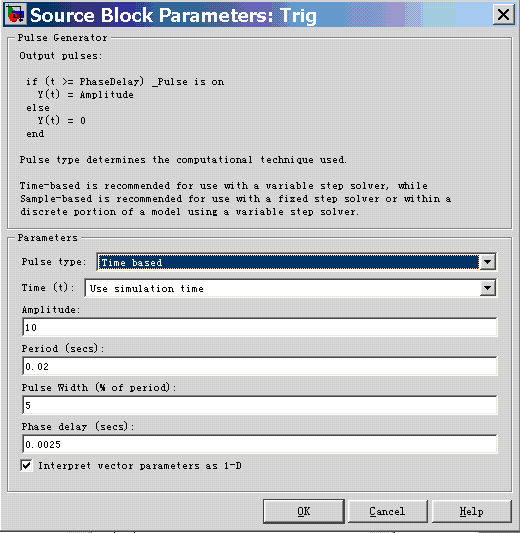 Source Block Parameters: Trig
Pulse Generator
Output pulses:
if (t >= PhaseDelay) _Pulse is on
Y(t) = Amplitude
else
Y(t) = 0
end
Pulse type determines the computational technique used.
Time-based is recommended for use with a variable step solver, while
Sample-based is recommended for use with a fixed step solver or within a
discrete portion of a model using a variable step solver.
Parameters
Pulse type: Time based
Time (t): Use simulation time
Amplitude:
10
Period (secs):
0.02
Pulse Width (% of period):
5
Phase delay (secs):
0.0025
Interpret vector parameters as 1-D
OK Cancel Help